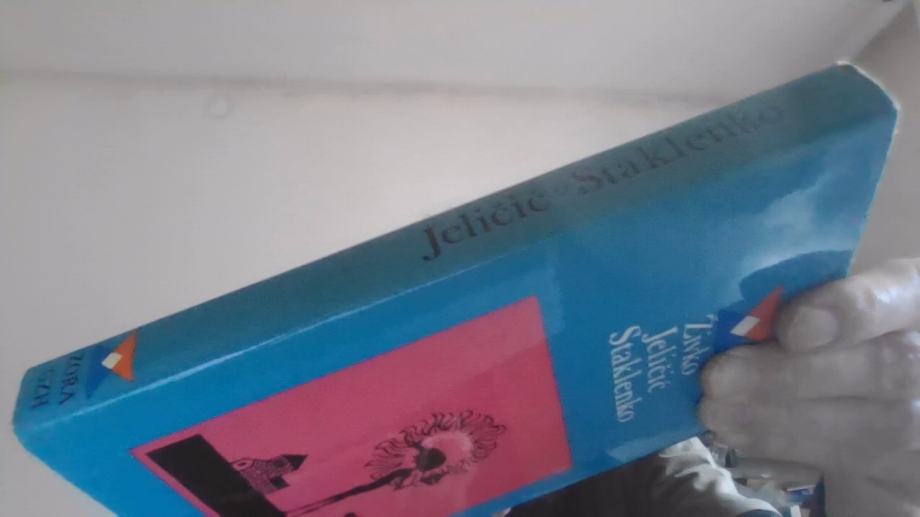 Jeličić • Staklenko
ZORA
GZH
Živko
Jeličić
Staklenko